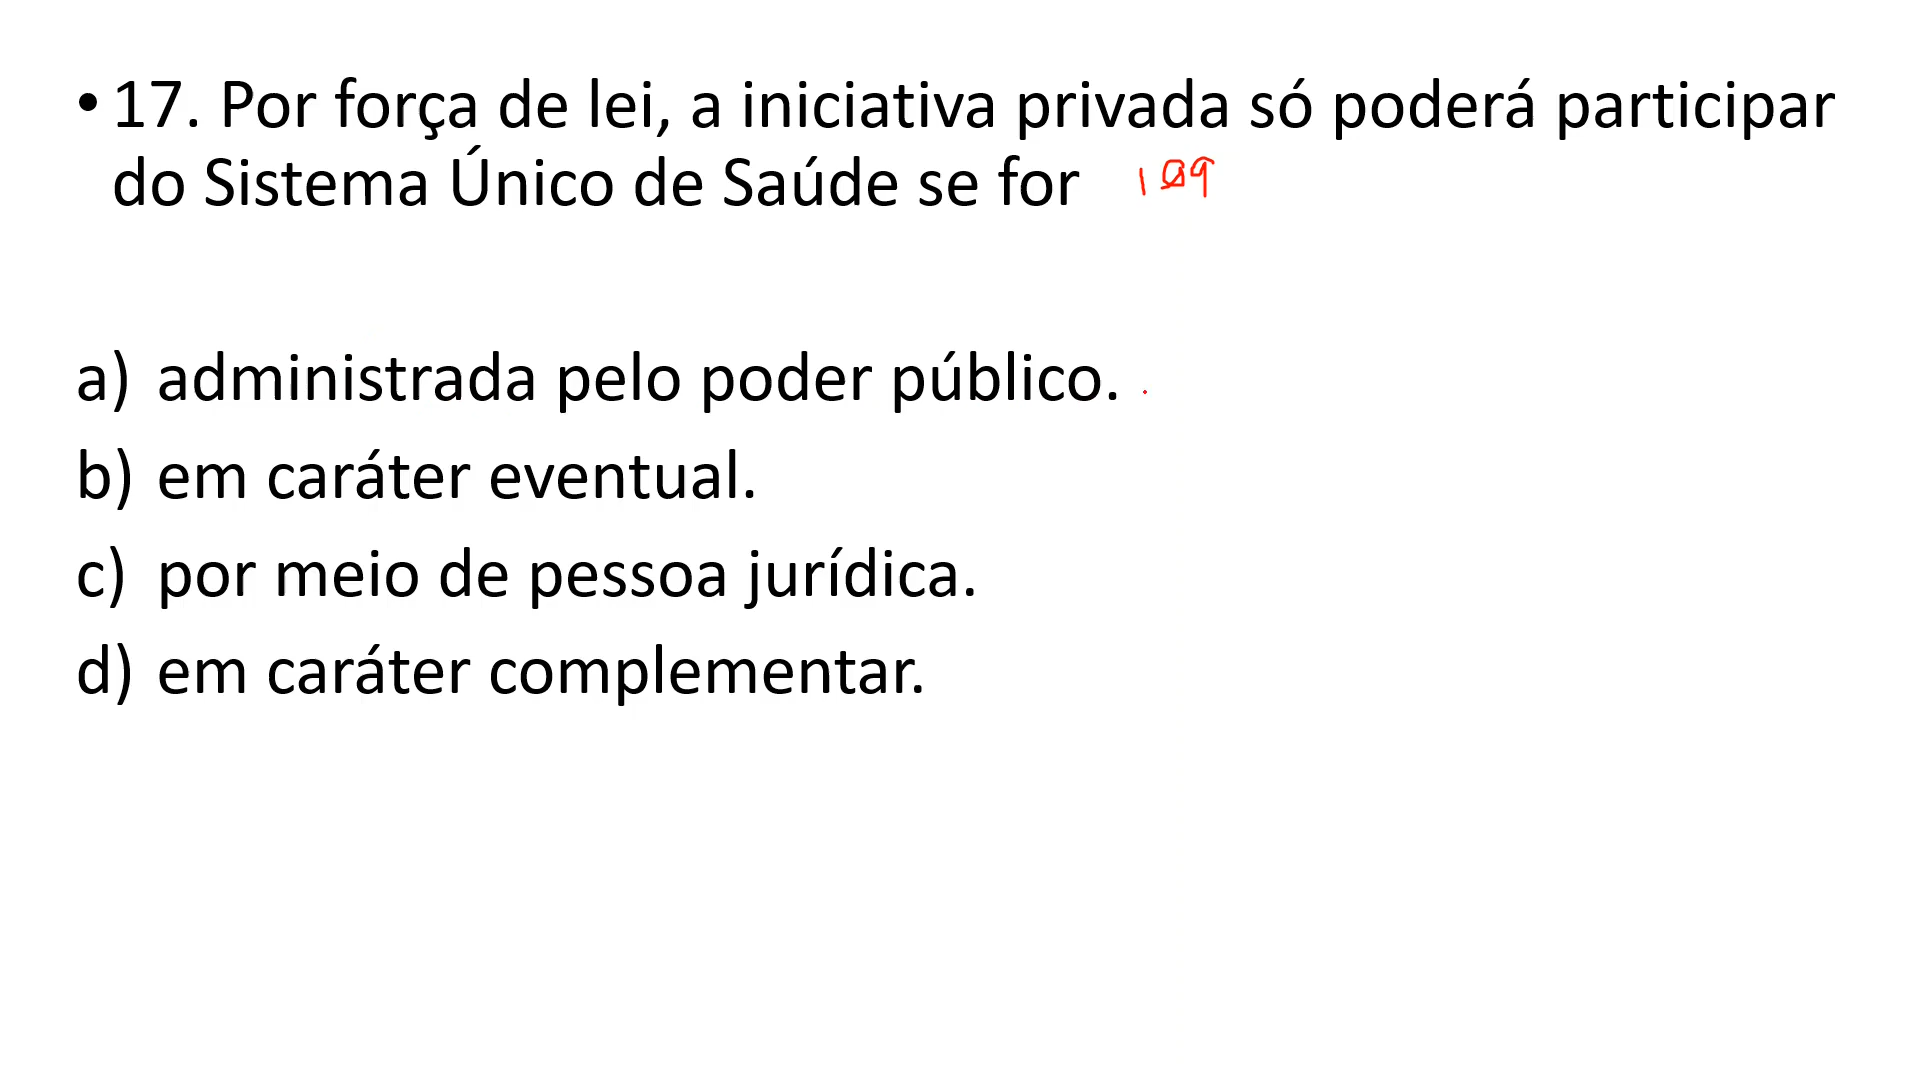 • 17. Por força de lei, a iniciativa privada só poderá participar
do Sistema Único de Saúde se for 199
a) administrada pelo poder público.
b) em caráter eventual.
c) por meio de pessoa jurídica.
d) em caráter complementar.